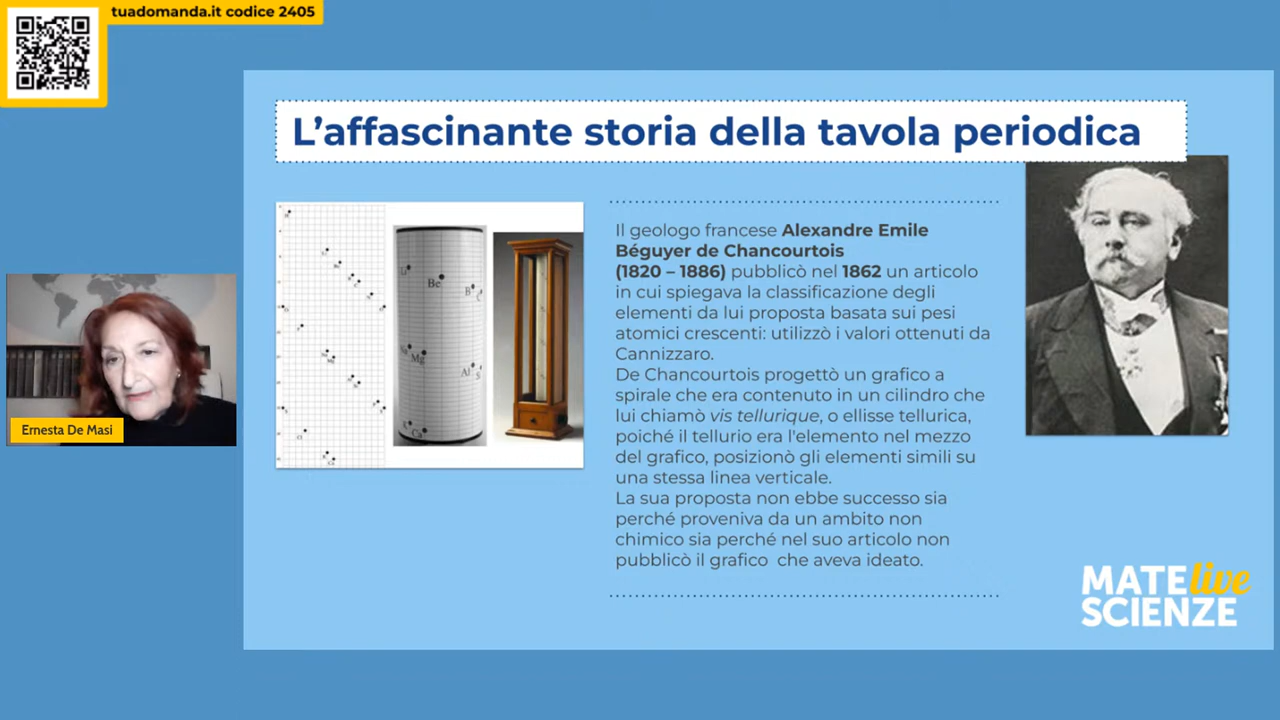 tuadomanda.it codice 2405
L'affascinante storia della tavola periodica
Be
Mg
Il geologo francese Alexandre Emile
Béguyer de Chancourtois
(1820 – 1886) pubblicò nel 1862 un articolo
in cui spiegava la classificazione degli
elementi da lui proposta basata sui pesi
atomici crescenti: utilizzò i valori ottenuti da
Cannizzaro.
De Chancourtois progettò un grafico a
spirale che era contenuto in un cilindro che
lui chiamò vis tellurique, o ellisse tellurica,
poiché il tellurio era l'elemento nel mezzo
del grafico, posizionò gli elementi simili su
una stessa linea verticale.
La sua proposta non ebbe successo sia
perché proveniva da un ambito non
chimico sia perché nel suo articolo non
pubblicò il grafico  che aveva ideato.
Ernesta De Masi
MATE live
SCIENZE